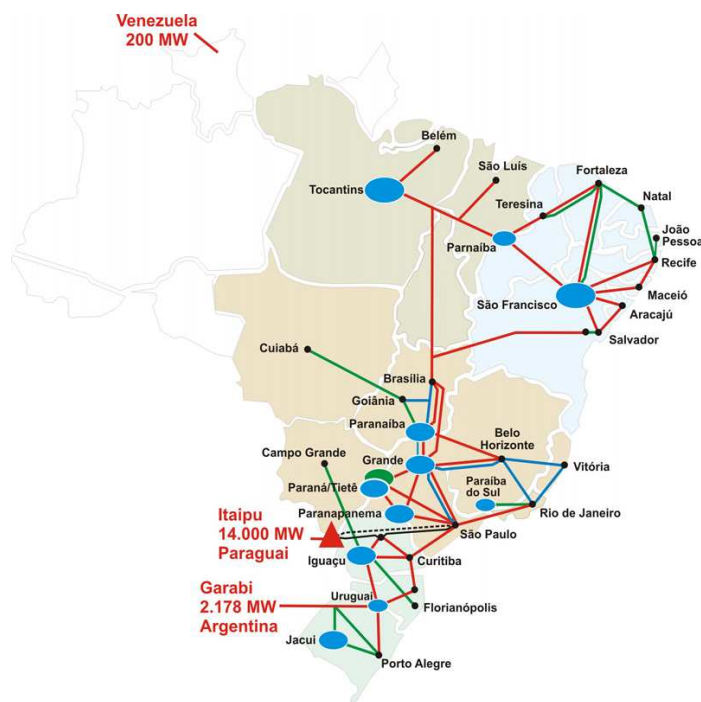 Venezuela
200 MW
Belém
São Luís
Fortaleza
Tocantins
Teresina
Natal
Parnaíba
João
Pessoa
Recife
São Francisco
Maceió
Aracajú
Salvador
Cuiabá
Brasília
Goiânia
Paranaíba
Belo
Horizonte
Campo Grande
Grande
Vitória
Paraná/Tietê
Paraíba
do Sul
Paranapanema
Rio de Janeiro
Itaipu
14.000 MW
Paraguai
São Paulo
Iguaçu
Curitiba
Garabi
2.178 MW
Argentina
Uruguai
Florianópolis
Jacui
Porto Alegre